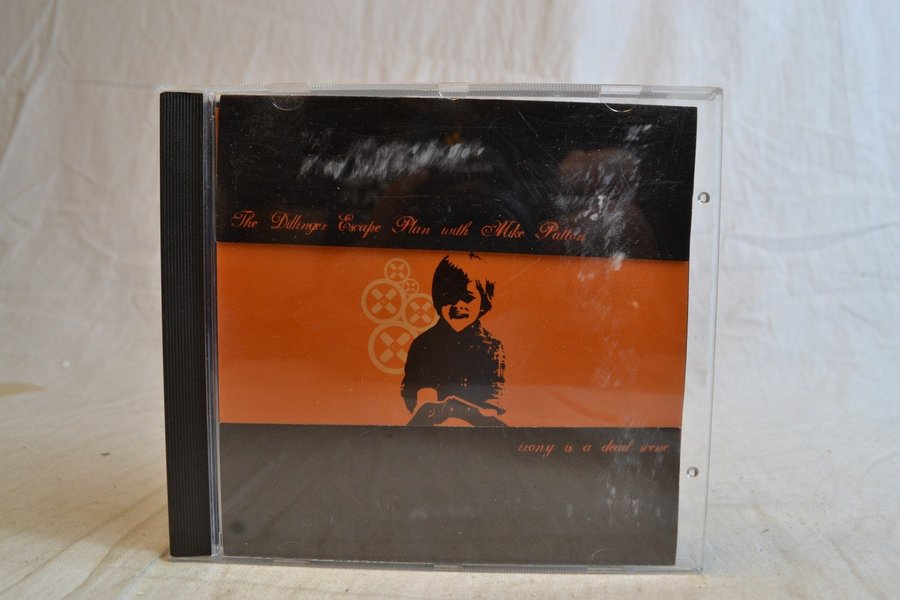 The Dillinger Escape Plan with Mike Patton
irony is a dead scene